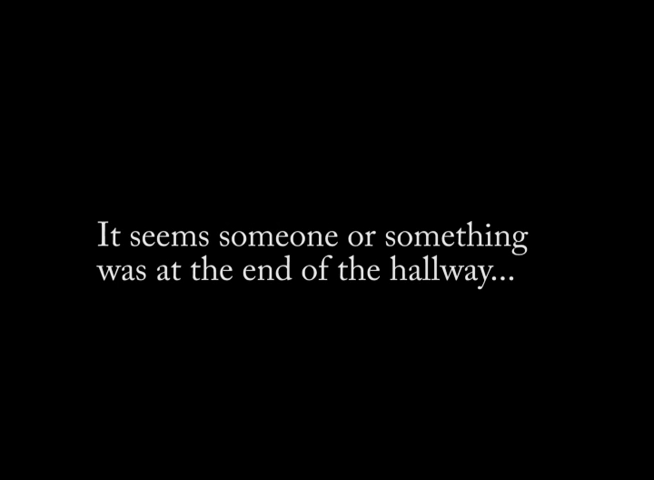 It seems someone or something
was at the end of the hallway...